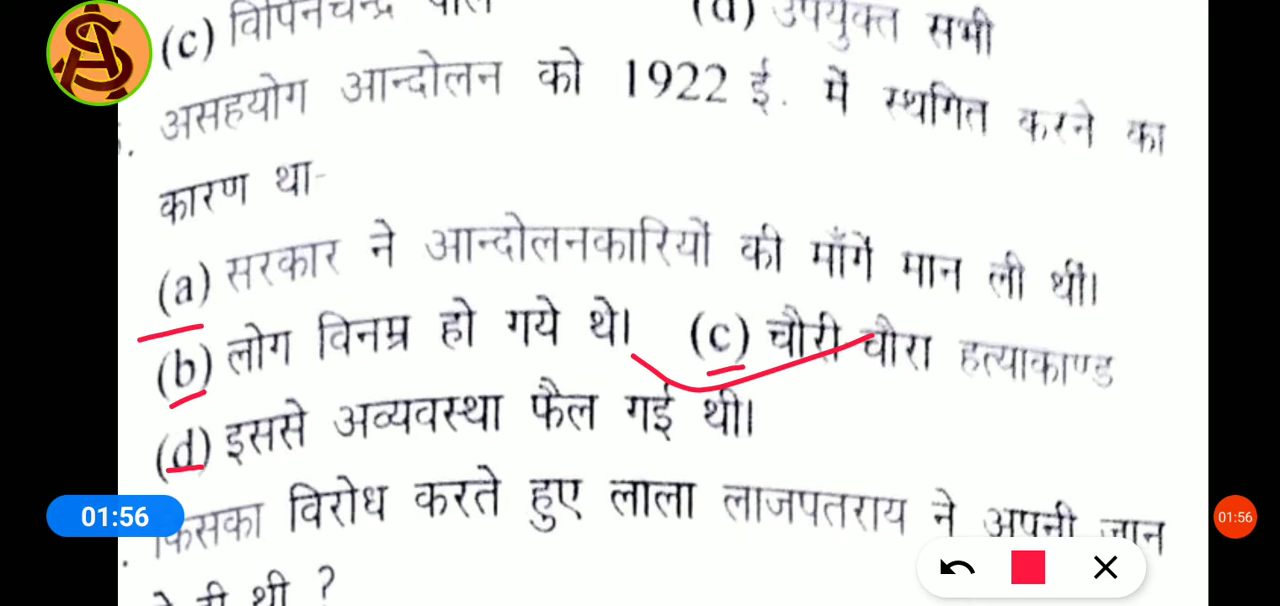 (c) विपिनचन्द्र पाल (d) उपर्युक्त सभी
असहयोग आन्दोलन को 1922 ई. में स्थगित करने का
कारण था-
(a) सरकार ने आन्दोलनकारियों की माँगें मान ली थीं।
(b) लोग विनम्र हो गये थे। (c) चौरी-चौरा हत्याकाण्ड
(d) इससे अव्यवस्था फैल गई थी।
किसका विरोध करते हुए लाला लाजपतराय ने अपनी जान
दे दी थी ?
01:56
01:56